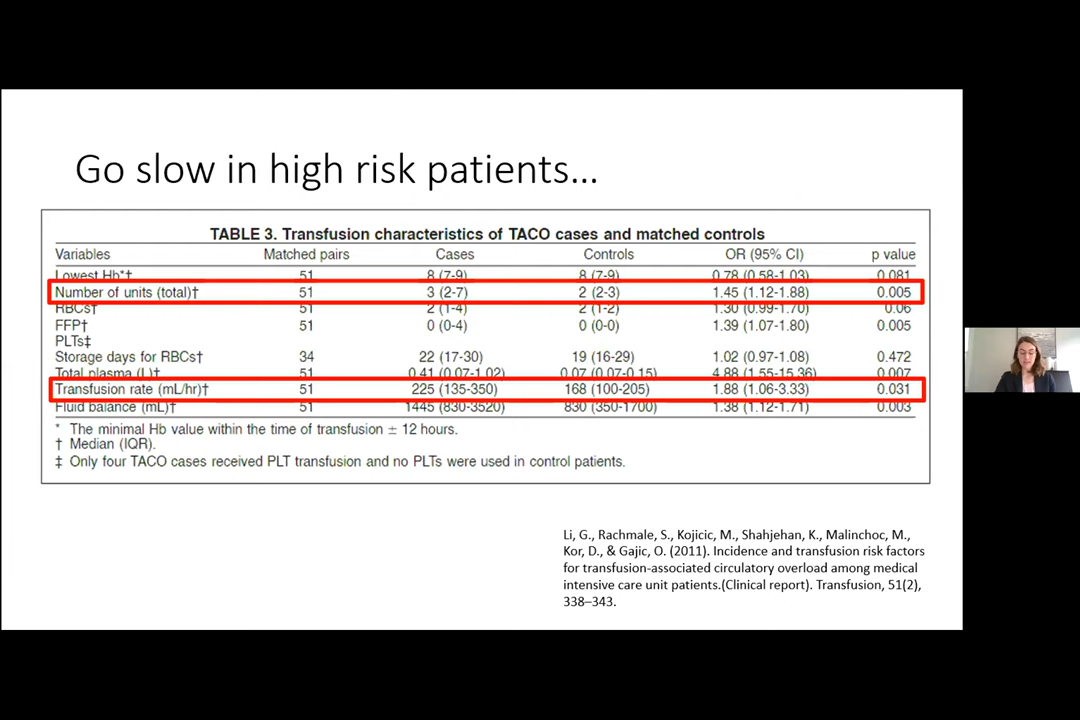 Go slow in high risk patients…
TABLE 3. Transfusion characteristics of TACO cases and matched controls
Variables Matched pairs Cases Controls OR (95% CI) p value
Lowest Hb*† 51 8 (7-9) 8 (7-9) 0.78 (0.58-1.03) 0.081
Number of units (total)† 51 3 (2-7) 2 (2-3) 1.45 (1.12-1.88) 0.005
RBCs† 51 2 (1-4) 2 (1-2) 1.30 (0.99-1.70) 0.06
FFP† 51 0 (0-4) 0 (0-0) 1.39 (1.07-1.80) 0.005
PLTs‡
Storage days for RBCs† 34 22 (17-30) 19 (16-29) 1.02 (0.97-1.08) 0.472
Total plasma (L)† 51 0.41 (0.07-1.02) 0.07 (0.07-0.15) 4.88 (1.55-15.36) 0.007
Transfusion rate (mL/hr)† 51 225 (135-350) 168 (100-205) 1.88 (1.06-3.33) 0.031
Fluid balance (mL)† 51 1445 (830-3520) 830 (350-1700) 1.38 (1.12-1.71) 0.003
* The minimal Hb value within the time of transfusion ± 12 hours.
† Median (IQR).
‡ Only four TACO cases received PLT transfusion and no PLTs were used in control patients.
Li, G., Rachmale, S., Kojicic, M., Shahjehan, K., Malinchoc, M.,
Kor, D., & Gajic, O. (2011). Incidence and transfusion risk factors
for transfusion-associated circulatory overload among medical
intensive care unit patients.(Clinical report). Transfusion, 51(2),
338–343.